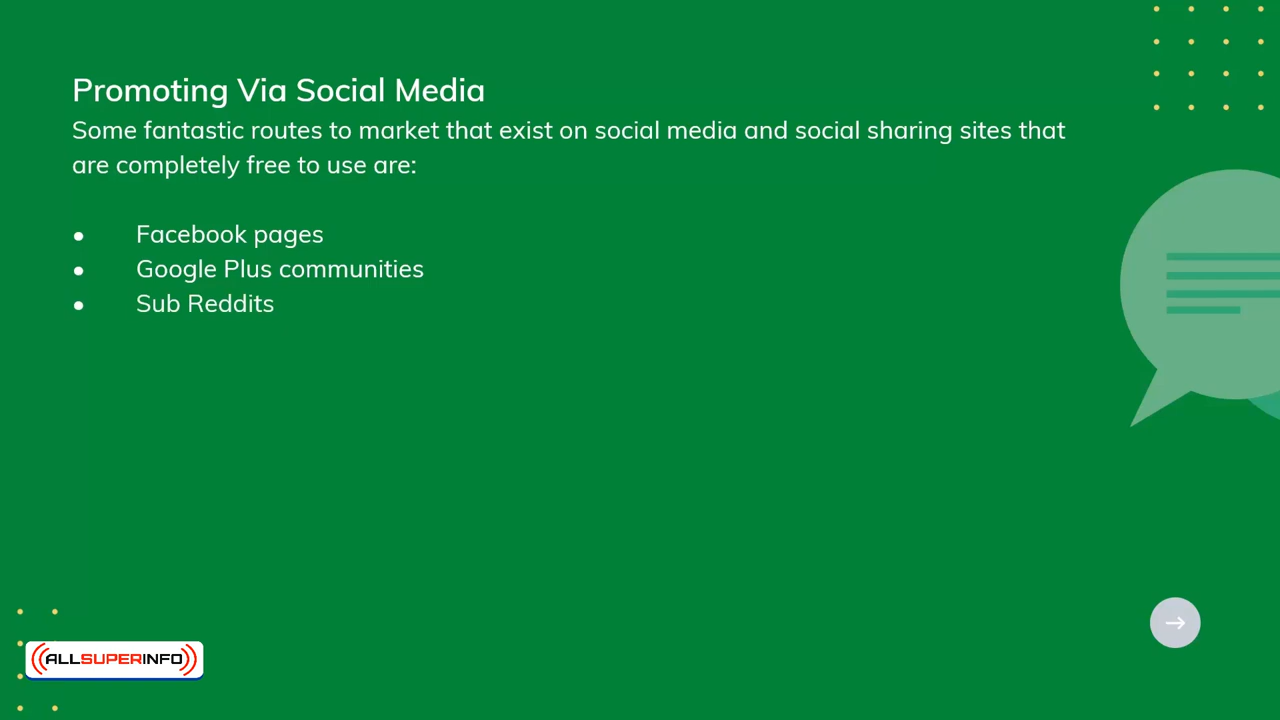 Promoting Via Social Media
Some fantastic routes to market that exist on social media and social sharing sites that
are completely free to use are:
● Facebook pages
● Google Plus communities
● Sub Reddits
ALLSUPERINFO